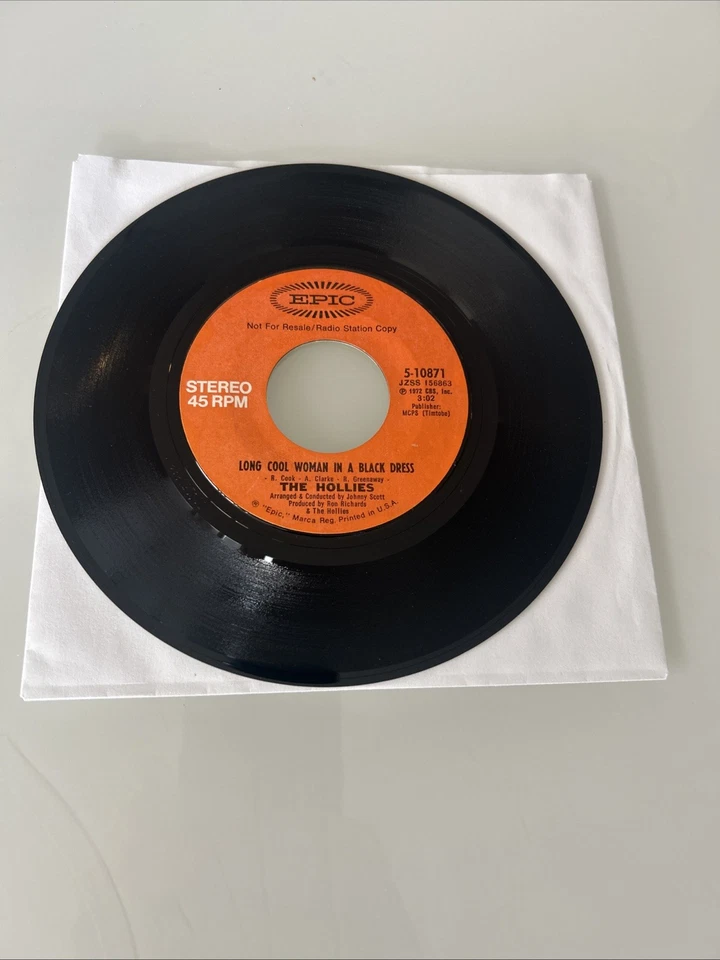 EPIC
Not For Resale/Radio Station Copy
STEREO
45 RPM
5-10871
JZSS 156863
Ⓟ 1972 CBS, Inc.
3:02
Publisher:
MCPS (Timtobe)
LONG COOL WOMAN IN A BLACK DRESS
- R. Cook - A. Clarke - R. Greenaway -
THE HOLLIES
Arranged & Conducted by Johnny Scott
Produced by Ron Richards
& The Hollies
® "Epic," Marca Reg. Printed in U.S.A.